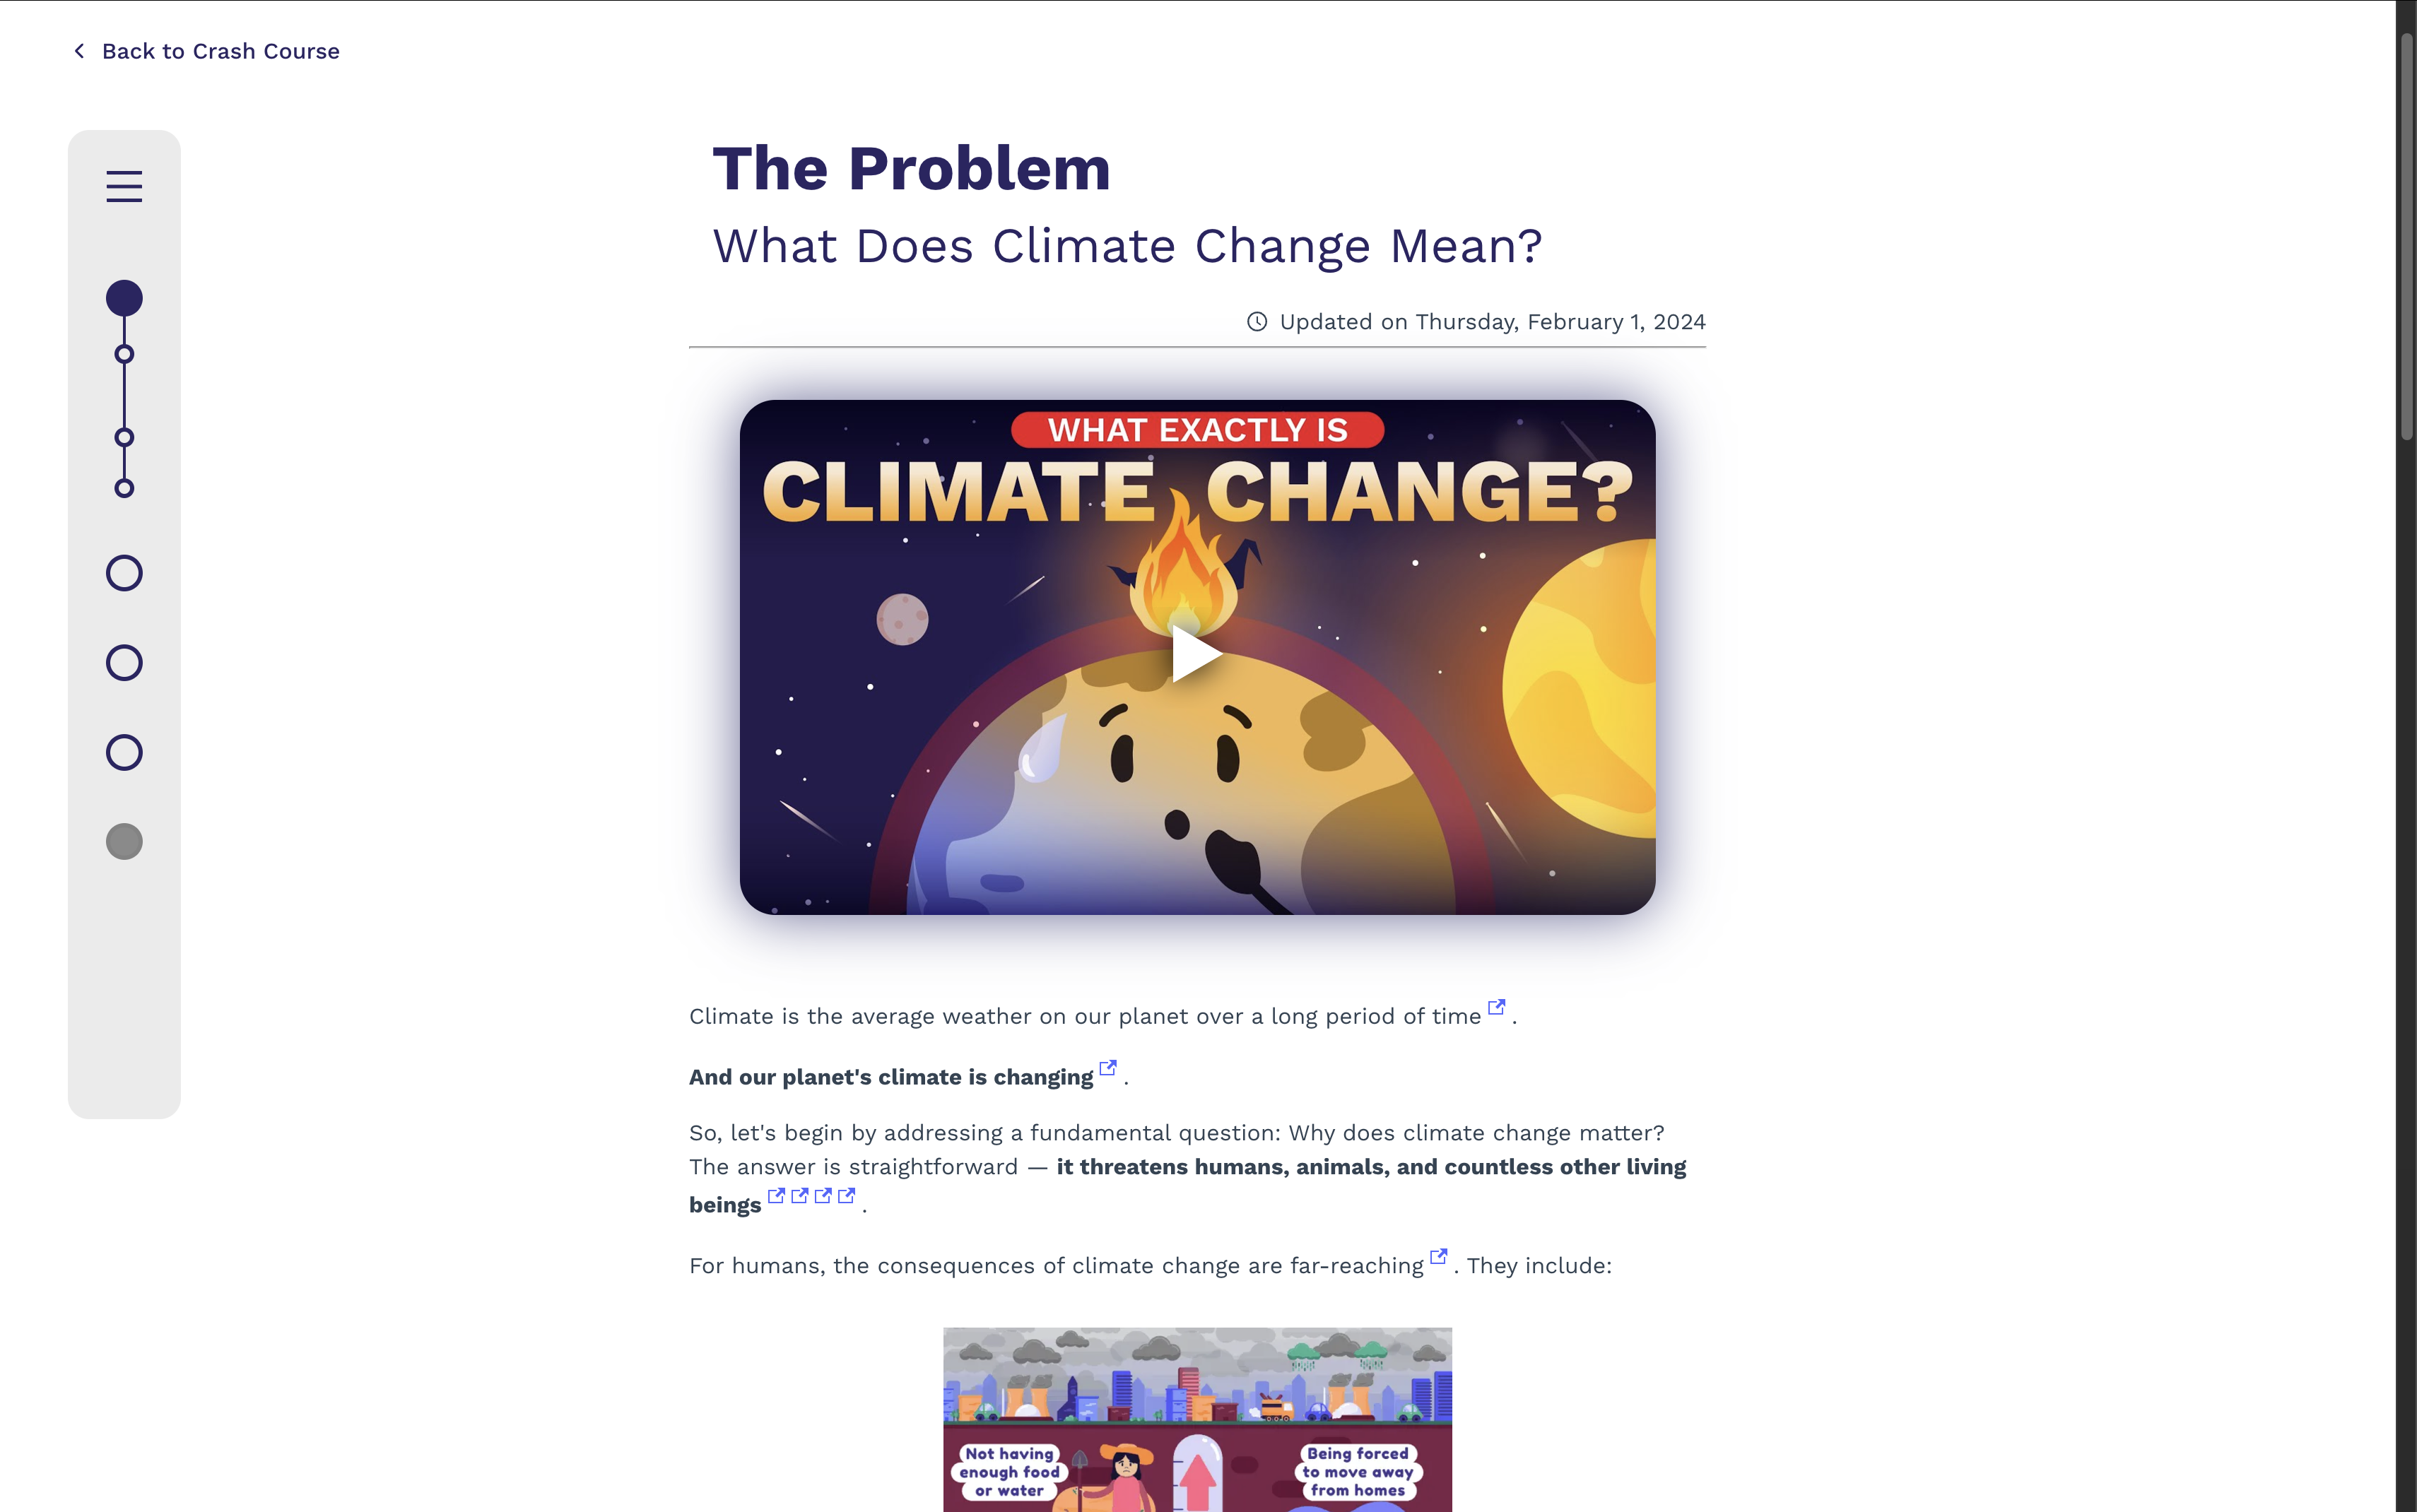 Back to Crash Course
The Problem
What Does Climate Change Mean?
Updated on Thursday, February 1, 2024
WHAT EXACTLY IS
CLIMATE CHANGE?
Climate is the average weather on our planet over a long period of time .
And our planet's climate is changing .
So, let's begin by addressing a fundamental question: Why does climate change matter?
The answer is straightforward — it threatens humans, animals, and countless other living
beings .
For humans, the consequences of climate change are far-reaching . They include:
Not having
enough food
or water
Being forced
to move away
from homes